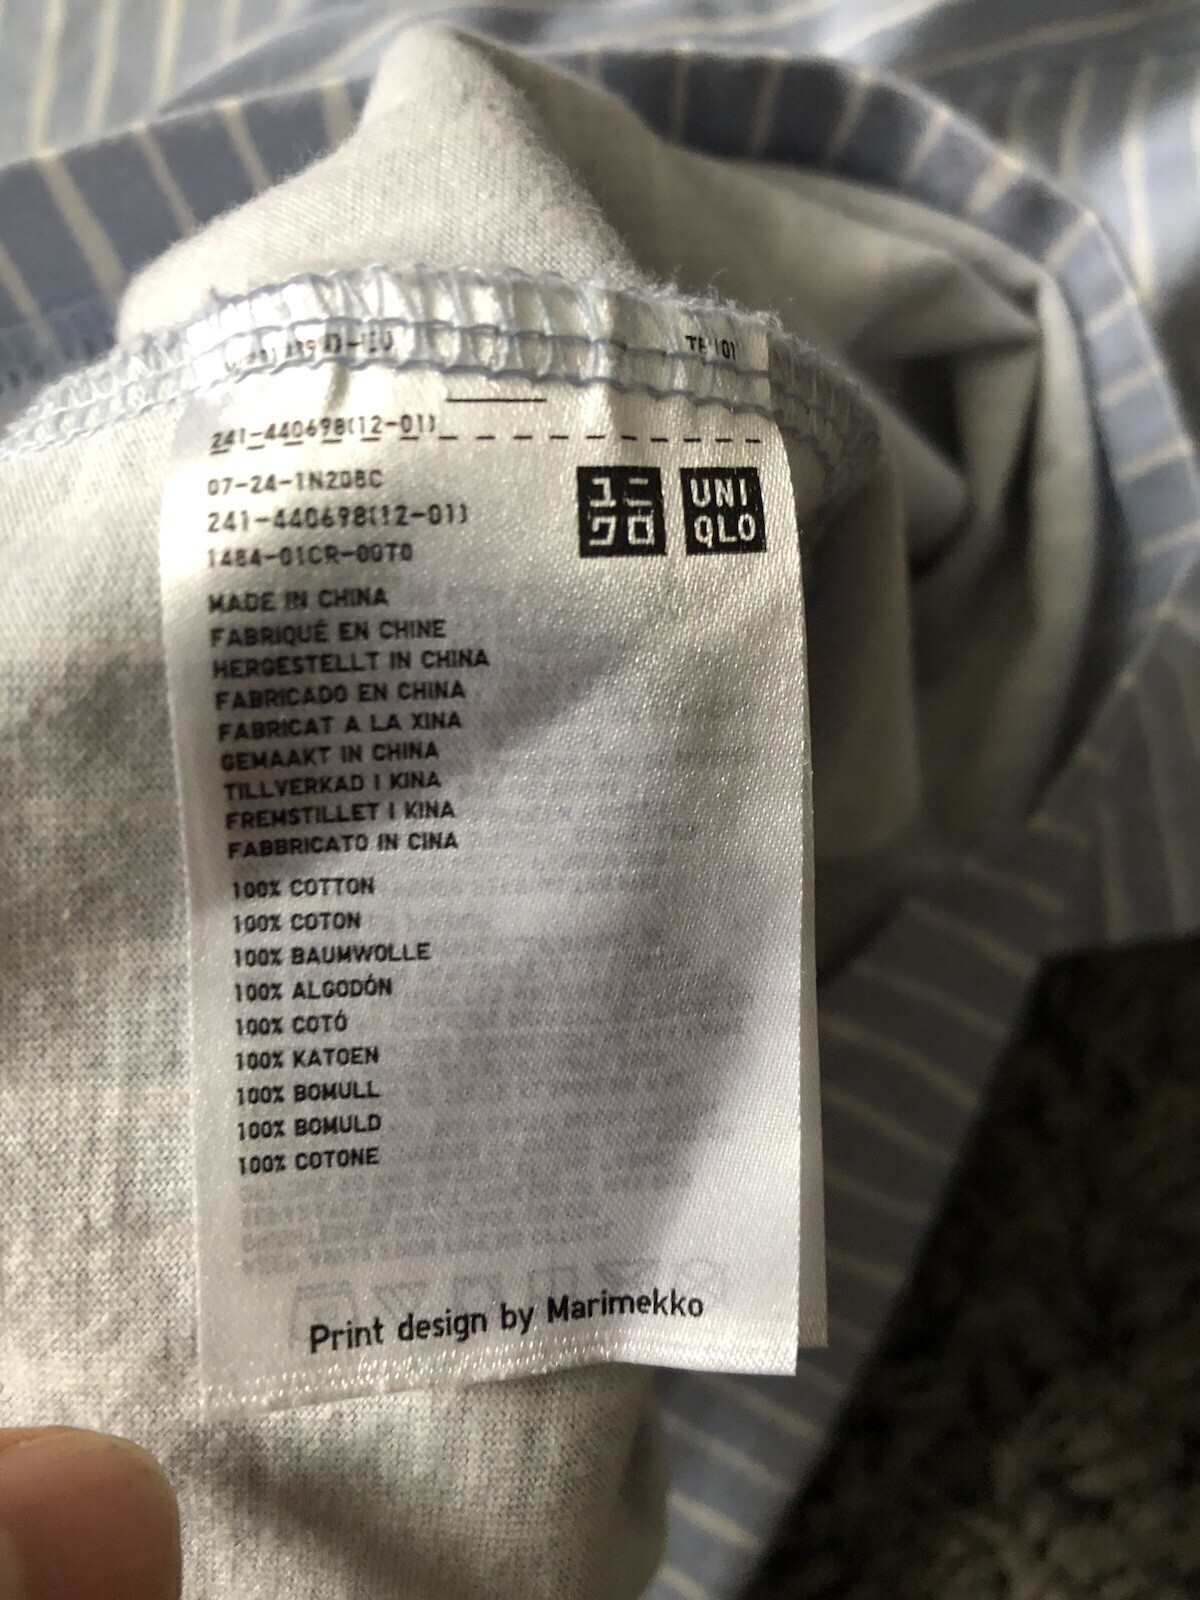 241-440698(12-01)
07-24-1N20BC
241-440698(12-01)
1484-01CR-00T0
ユニ
クロ
UNI
QLO
MADE IN CHINA
FABRIQUÉ EN CHINE
HERGESTELLT IN CHINA
FABRICADO EN CHINA
FABRICAT A LA XINA
GEMAAKT IN CHINA
TILLVERKAD I KINA
FREMSTILLET I KINA
FABBRICATO IN CINA
100% COTTON
100% COTON
100% BAUMWOLLE
100% ALGODÓN
100% COTÓ
100% KATOEN
100% BOMULL
100% BOMULD
100% COTONE
Print design by Marimekko